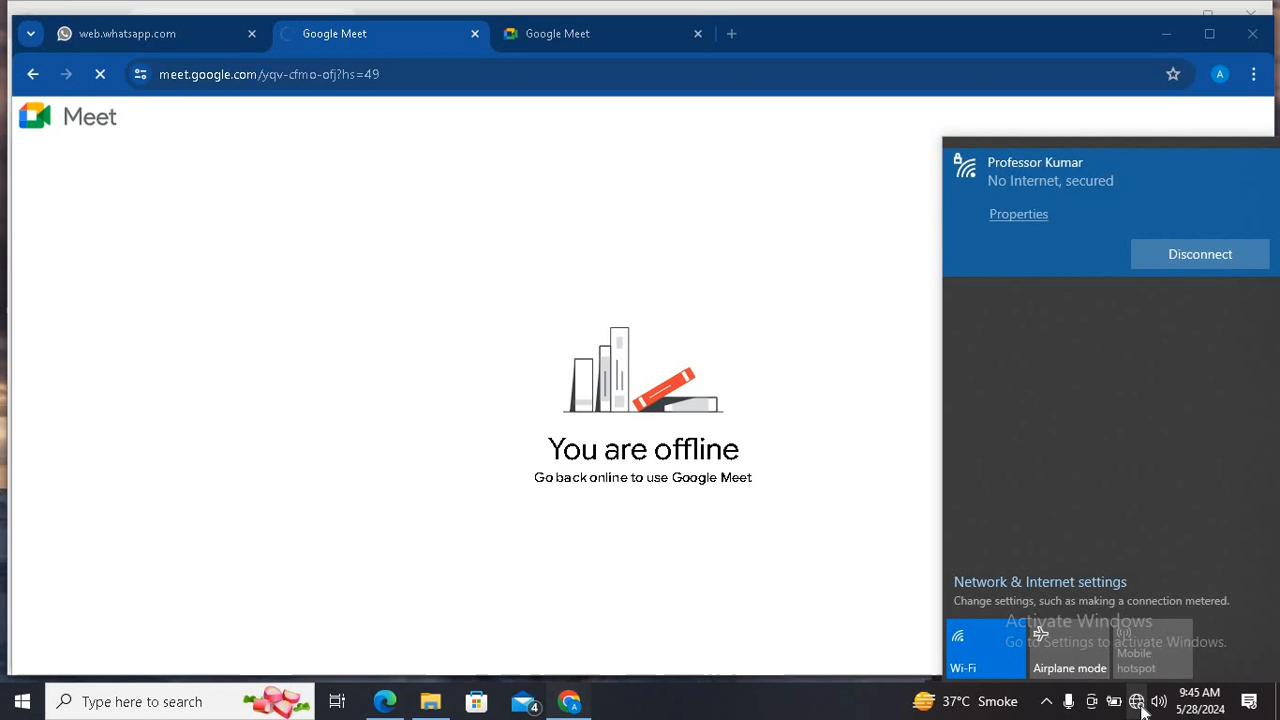 web.whatsapp.com
Google Meet
Google Meet
meet.google.com/yqv-cfmo-ofj?hs=49
A
Meet
Professor Kumar
No Internet, secured
Properties
Disconnect
You are offline
Go back online to use Google Meet
Network & Internet settings
Change settings, such as making a connection metered.
Activate Windows
Go to Settings to activate Windows.
Wi-Fi
Airplane mode
Mobile
hotspot
Type here to search
4
A
37°C Smoke
9:45 AM
5/28/2024